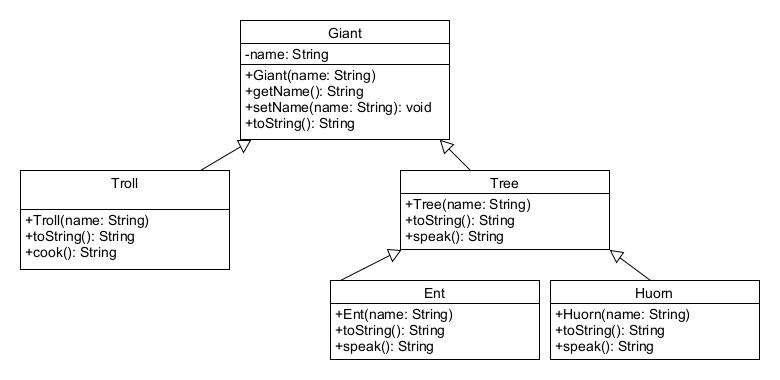 Giant
-name: String
+Giant(name: String)
+getName(): String
+setName(name: String): void
+toString(): String
Troll
+Troll(name: String)
+toString(): String
+cook(): String
Tree
+Tree(name: String)
+toString(): String
+speak(): String
Ent
+Ent(name: String)
+toString(): String
+speak(): String
Huorn
+Huorn(name: String)
+toString(): String
+speak(): String